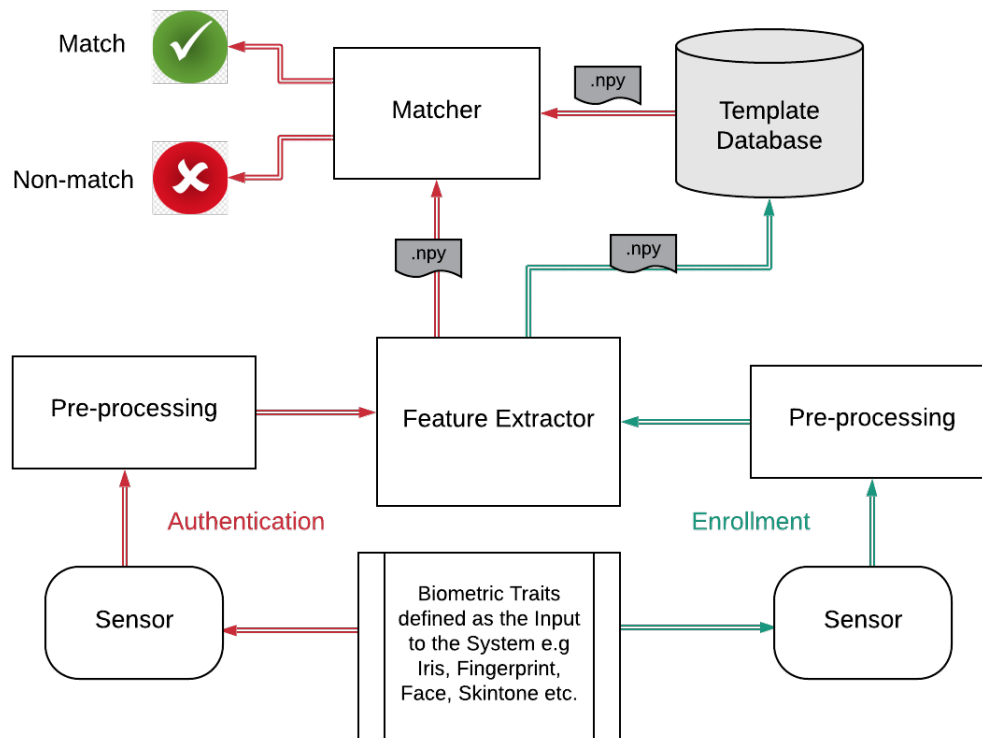 Match
.npy
Matcher
Template
Database
Non-match
.npy
.npy
Pre-processing
Feature Extractor
Pre-processing
Authentication
Enrollment
Sensor
Biometric Traits
defined as the Input
to the System e.g
Iris, Fingerprint,
Face, Skintone etc.
Sensor